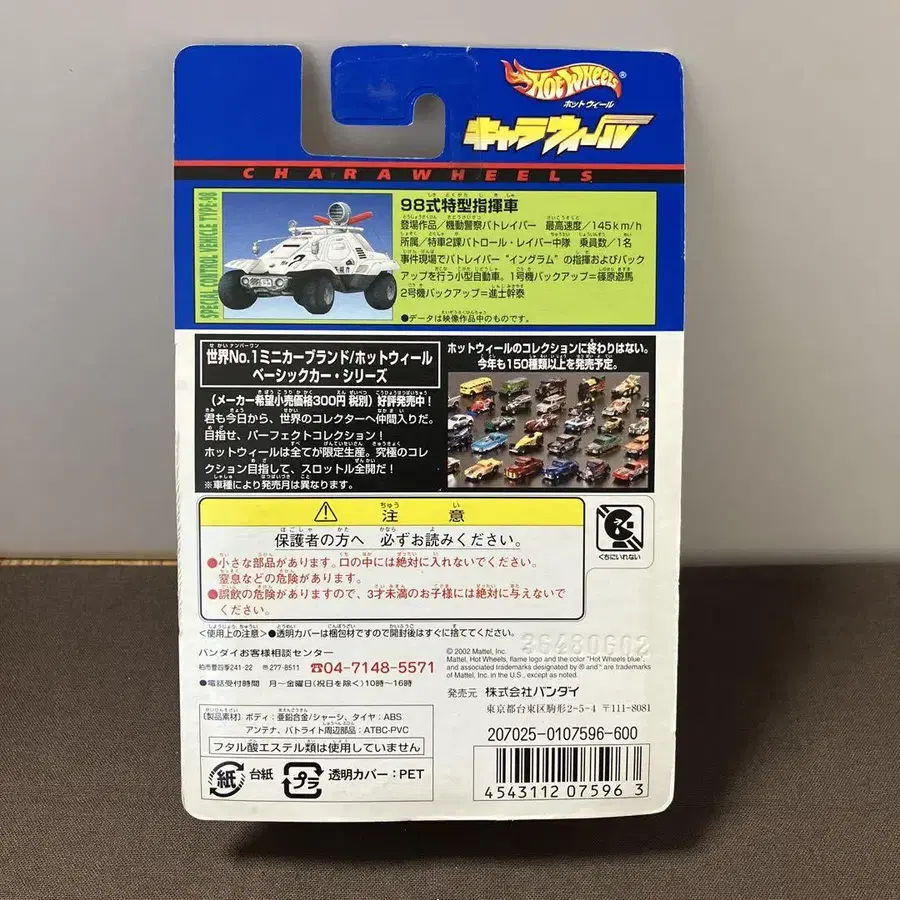 HOT WHEELS®
ホットウィール
キャラウィール
CHARAWHEELS
SPECIAL CONTROL VEHICLE TYPE-98
98式特型指揮車
登場作品/機動警察パトレイバー 最高速度/145km/h
所属/特車2課パトロール・レイバー中隊 乗員数/1名
事件現場でパトレイバー “イングラム” の指揮およびバック
アップを行う小型自動車。1号機バックアップ=篠原遊馬
2号機バックアップ=進士幹泰
●データは映像作品中のものです。
世界No.1ミニカーブランド/ホットウィール
ベーシックカー・シリーズ
(メーカー希望小売価格300円 税別) 好評発売中!
君も今日から、世界のコレクターへ仲間入りだ。
目指せ、パーフェクトコレクション!
ホットウィールは全てが限定生産。究極のコレ
クション目指して、スロットル全開だ!
※車種により発売月は異なります。
ホットウィールのコレクションに終わりはない。
今年も150種類以上を発売予定。
注意
保護者の方へ 必ずお読みください。
●小さな部品があります。口の中には絶対に入れないでください。
窒息などの危険があります。
●誤飲の危険がありますので、3才未満のお子様には絶対に与えないで
ください。
くちにいれない
<使用上の注意> ●透明カバーは梱包材ですので開封後はすぐに捨ててください。
36480602
バンダイお客様相談センター
柏市豊四季241-22 〒277-8511 ☎04-7148-5571
●電話受付時間 月~金曜日(祝日を除く)10時~16時
© 2002 Mattel, Inc.
Mattel, Hot Wheels, flame logo and the color "Hot Wheels blue",
and associated trademarks designated by ® and ™ are trademarks
of Mattel, Inc. in the U.S., except as noted.
発売元 株式会社バンダイ
東京都台東区駒形2-5-4 〒111-8081
(製品素材) ボディ:亜鉛合金/シャーシ、タイヤ:ABS
アンテナ、パトライト周辺部品:ATBC-PVC
フタル酸エステル類は使用していません
紙 台紙 プラ 透明カバー:PET
207025-0107596-600
4543112 07596 3